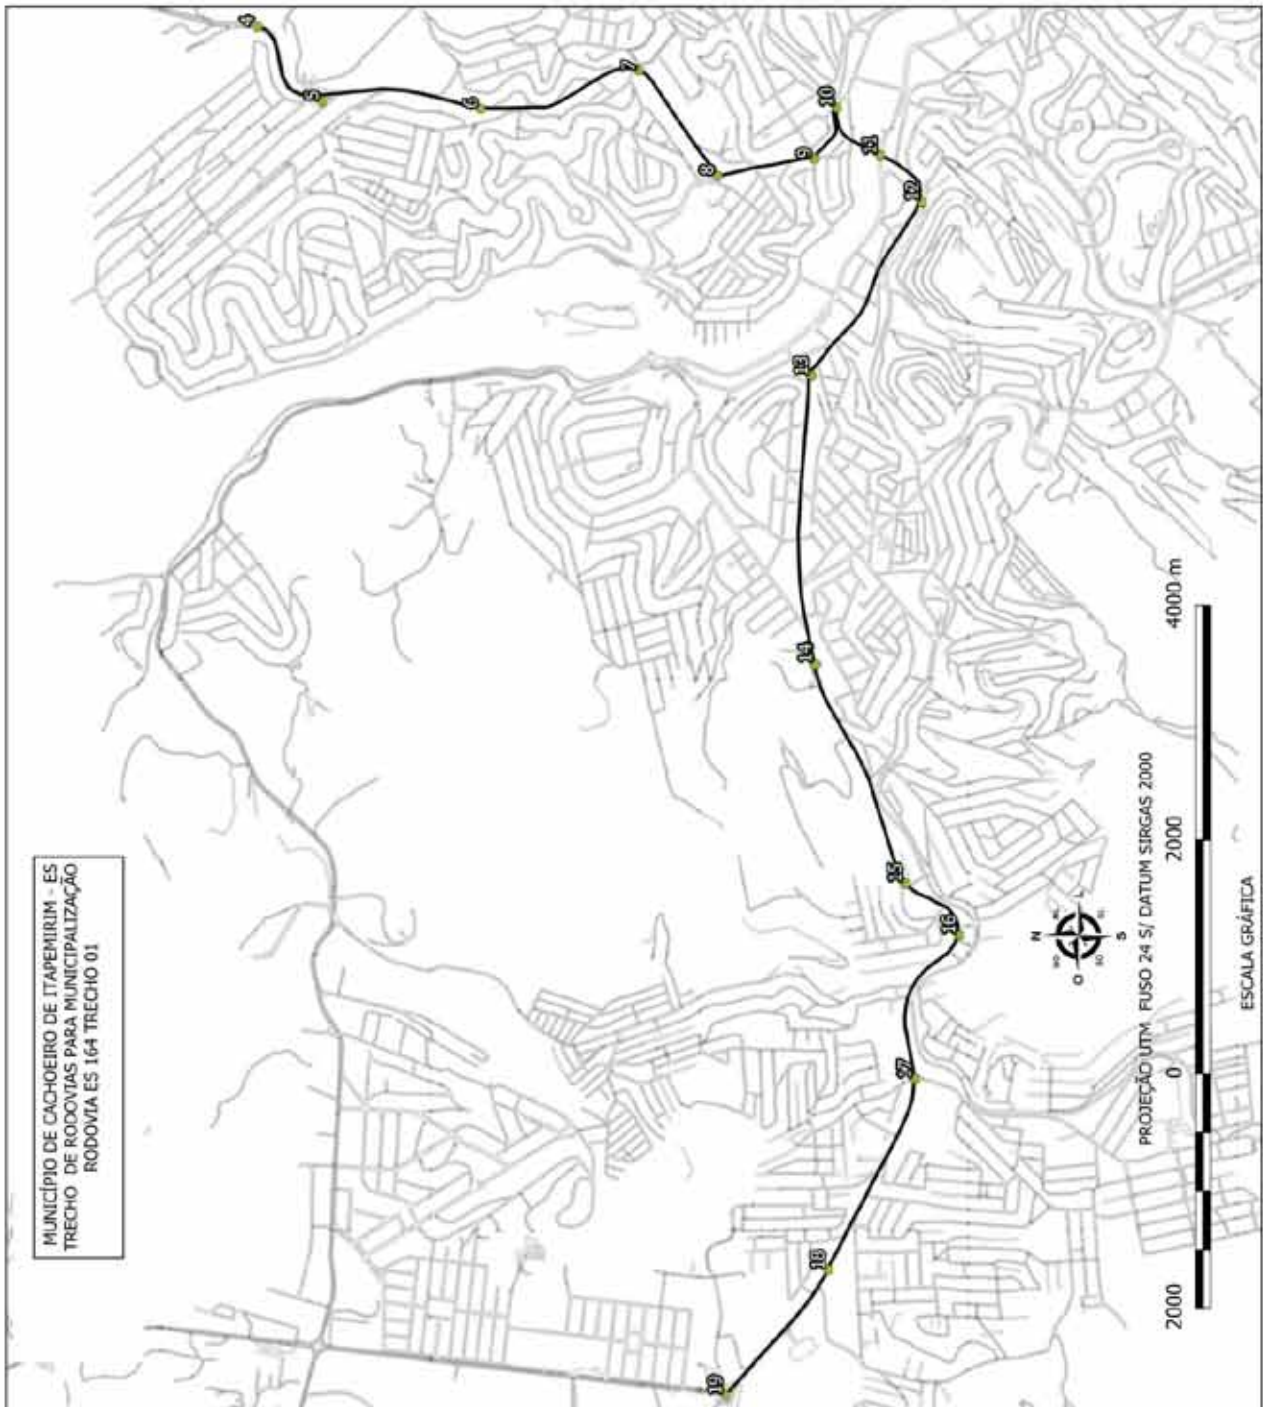 MUNICÍPIO DE CACHOEIRO DE ITAPEMIRIM - ES
TRECHO DE RODOVIAS PARA MUNICIPALIZAÇÃO
RODOVIA ES 164 TRECHO 01
4
5
6
7
8
9
10
11
12
13
14
15
16
17
18
19
N
L
S
O
PROJEÇÃO UTM FUSO 24 S/ DATUM SIRGAS 2000
2000
0
2000
4000 m
ESCALA GRÁFICA